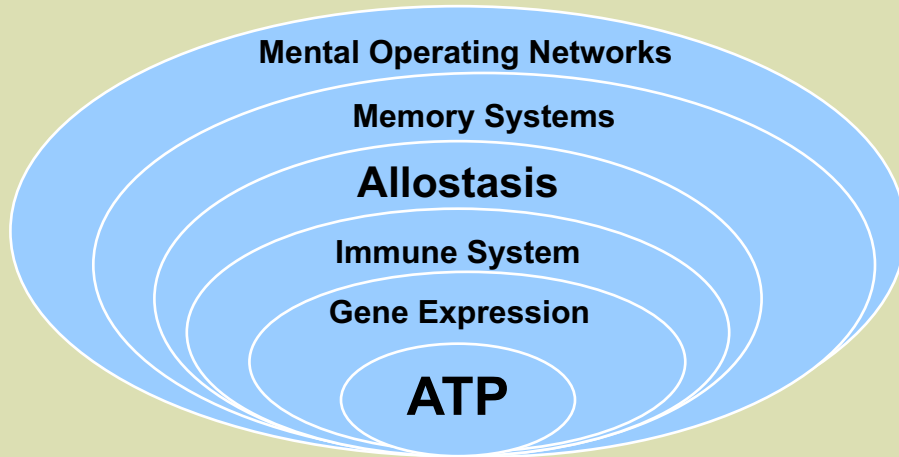 Mental Operating Networks
Memory Systems
Allostasis
Immune System
Gene Expression
ATP